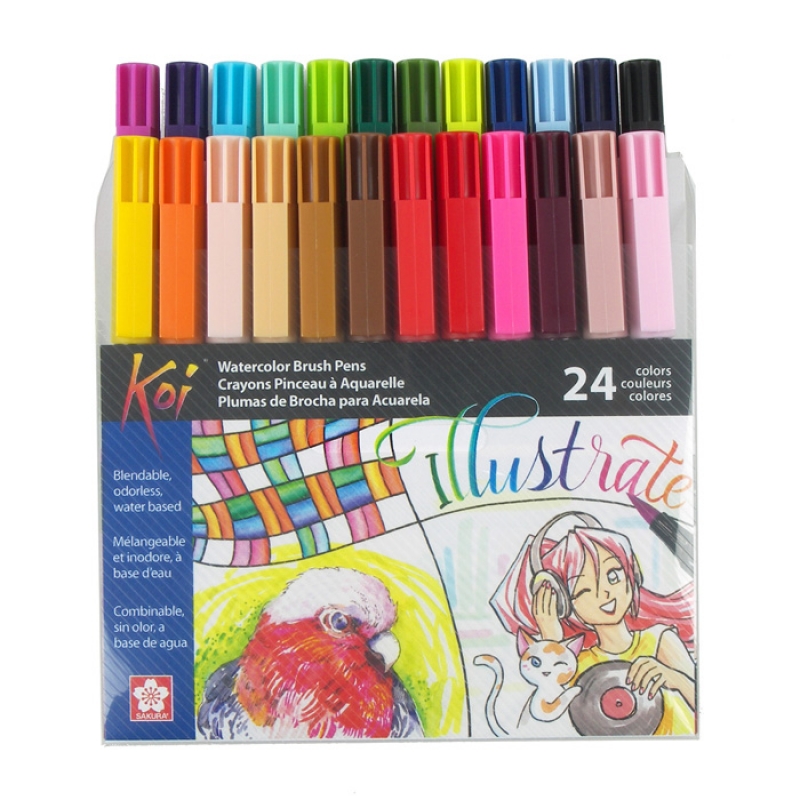 Koi
Watercolor Brush Pens
Crayons Pinceau à Aquarelle
Plumas de Brocha para Acuarela
24
colors
couleurs
colores
Illustrate
Blendable,
odorless,
water based
Mélangeable
et inodore, à
base d'eau
Combinable,
sin olor, a
base de agua
SAKURA